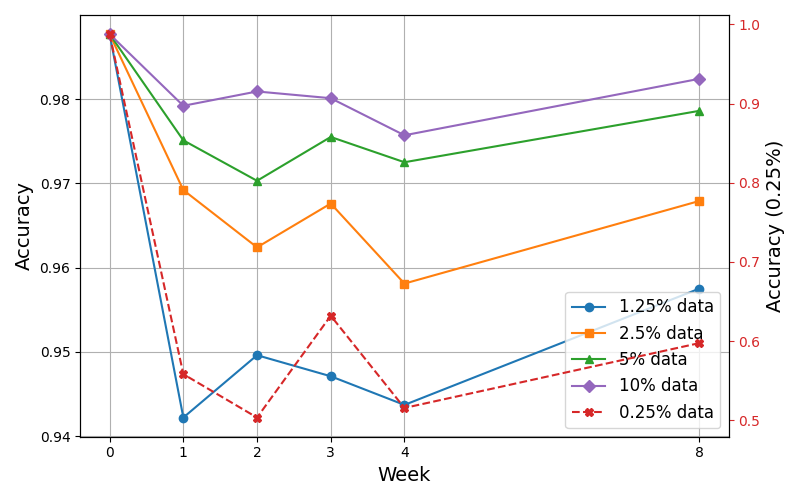 Accuracy
0.98
0.97
0.96
0.95
0.94
0
1
2
3
4
8
Week
1.0
0.9
0.8
0.7
0.6
0.5
Accuracy (0.25%)
1.25% data
2.5% data
5% data
10% data
0.25% data